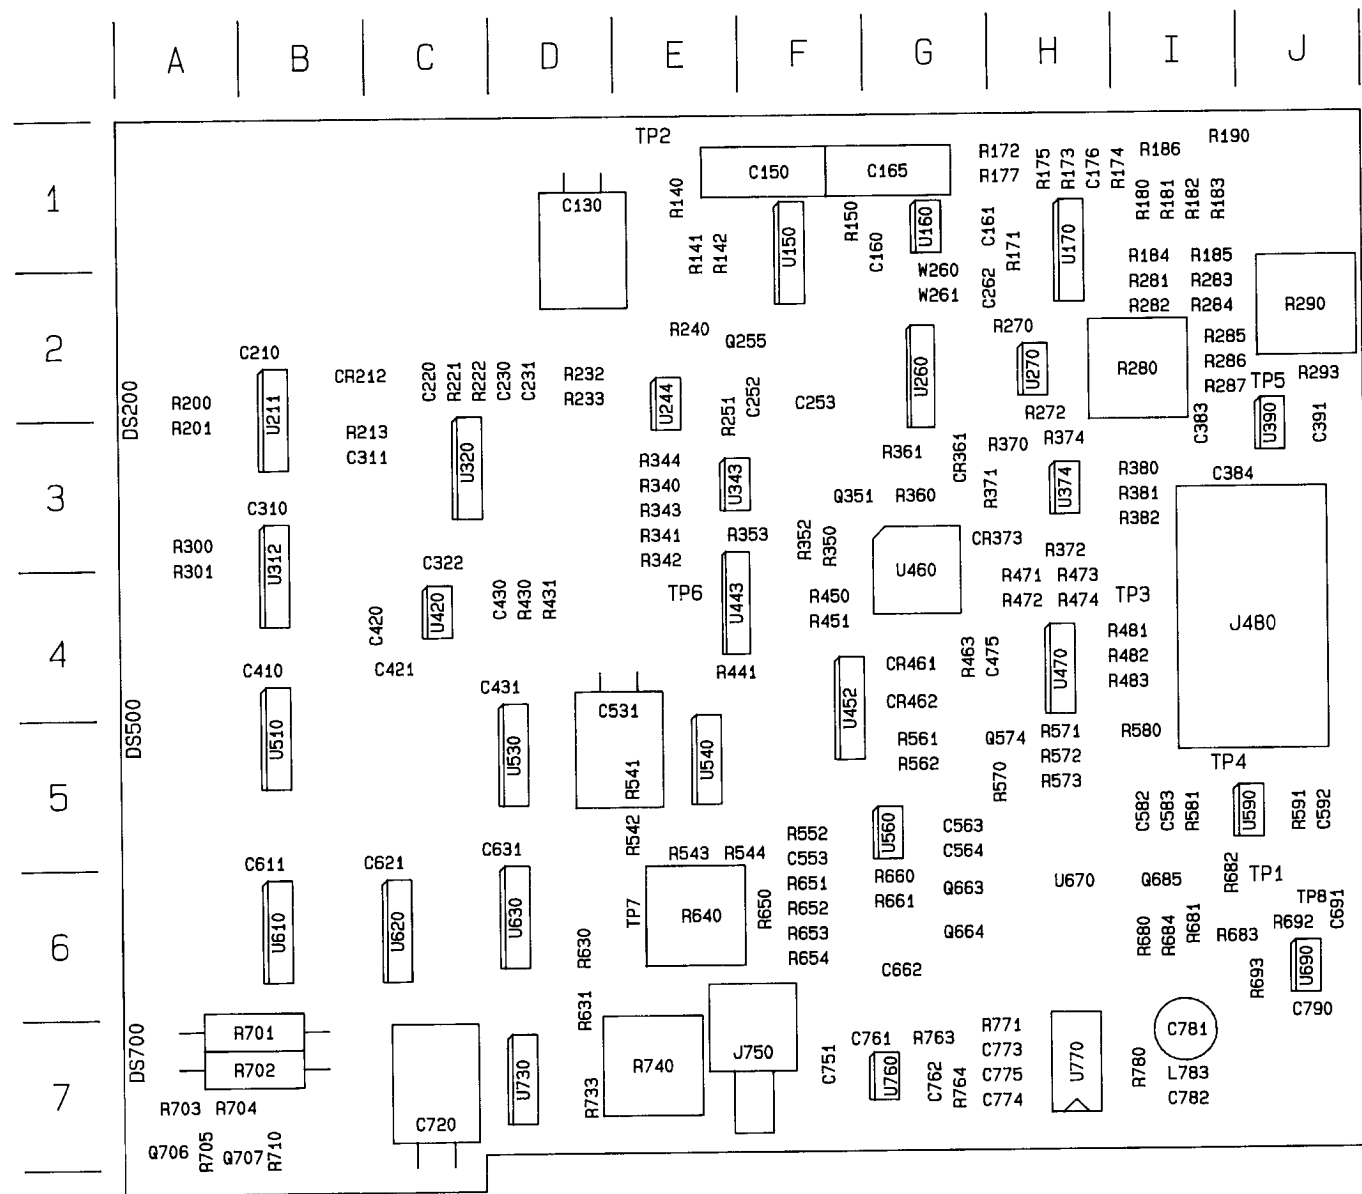 A B C D E F G H I J
TP2 R190
R172 R175 R173 C176 R174 R186
C150 C165
R177
1
R140 R180 R181 R182 R183
C130 R150 U160 C161 U170
U150 C160 R171
R141 R142 R184 R185
W260 R281 R283
W261 C262 R282 R284
R290
R240 R270 R285
2
Q255
C210 R286
CR212 C220 R221 R222 C230 C231 R232 U260 U270 R280 R293
R287 TP5
R200 R233 U244 C252 C253
DS200 U211 R251 R272 C383 U390 C391
R201 R213 R374
U320 R361 CR361 R370
C311 R344 R380
C384
R340 U343 R371 U374 R381
3
Q351 R360
C310 R343 R382
R341 R353 R352 R350 CR373
R300 U312 R342 R372
C322 U460
R301 R471 R473
TP6 U443 TP3
C430 R430 R431 R450 R472 R474
U420 J480
C420 R451 R481
4
R463 C475 U470 R482
C410 C421 R441 CR461 R483
C431
U452 CR462
C531
DS500 U510 U530 U540 R561 Q574 R571 R580
R562 R572 TP4
R541 R570 R573
5
C582 C583 R581 U590 R591 C592
R542 R552 U560 C563
R543 R544 C553 C564
C611 C621 C631 R682
R651 R660 U670 Q685 TP1
Q663
R661 TP8
TP7 R640 R650 R652 C691
U610 U620 U630 R692
R653 Q664 R680 R684 R681 R683
6
R630 R654 U690
C662 R693
R631 C790
R701 C761 R763 R771 C781
DS700 J750 C773
R702 U730 R740 C751 U760 U770 R780 L783
C775
7
C762 R764 C774 C782
R703 R704 R733
C720
Q706 R705 Q707 R710